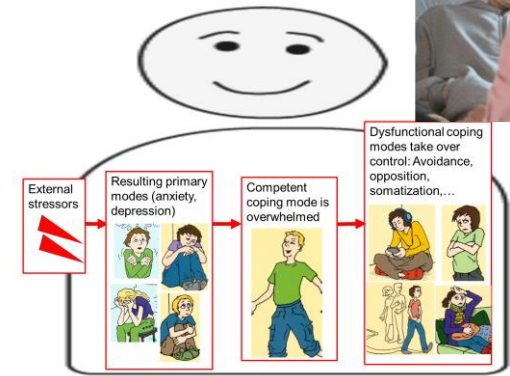 External
stressors
Resulting primary
modes (anxiety,
depression)
Competent
coping mode is
overwhelmed
Dysfunctional coping
modes take over
control: Avoidance,
opposition,
somatization,…